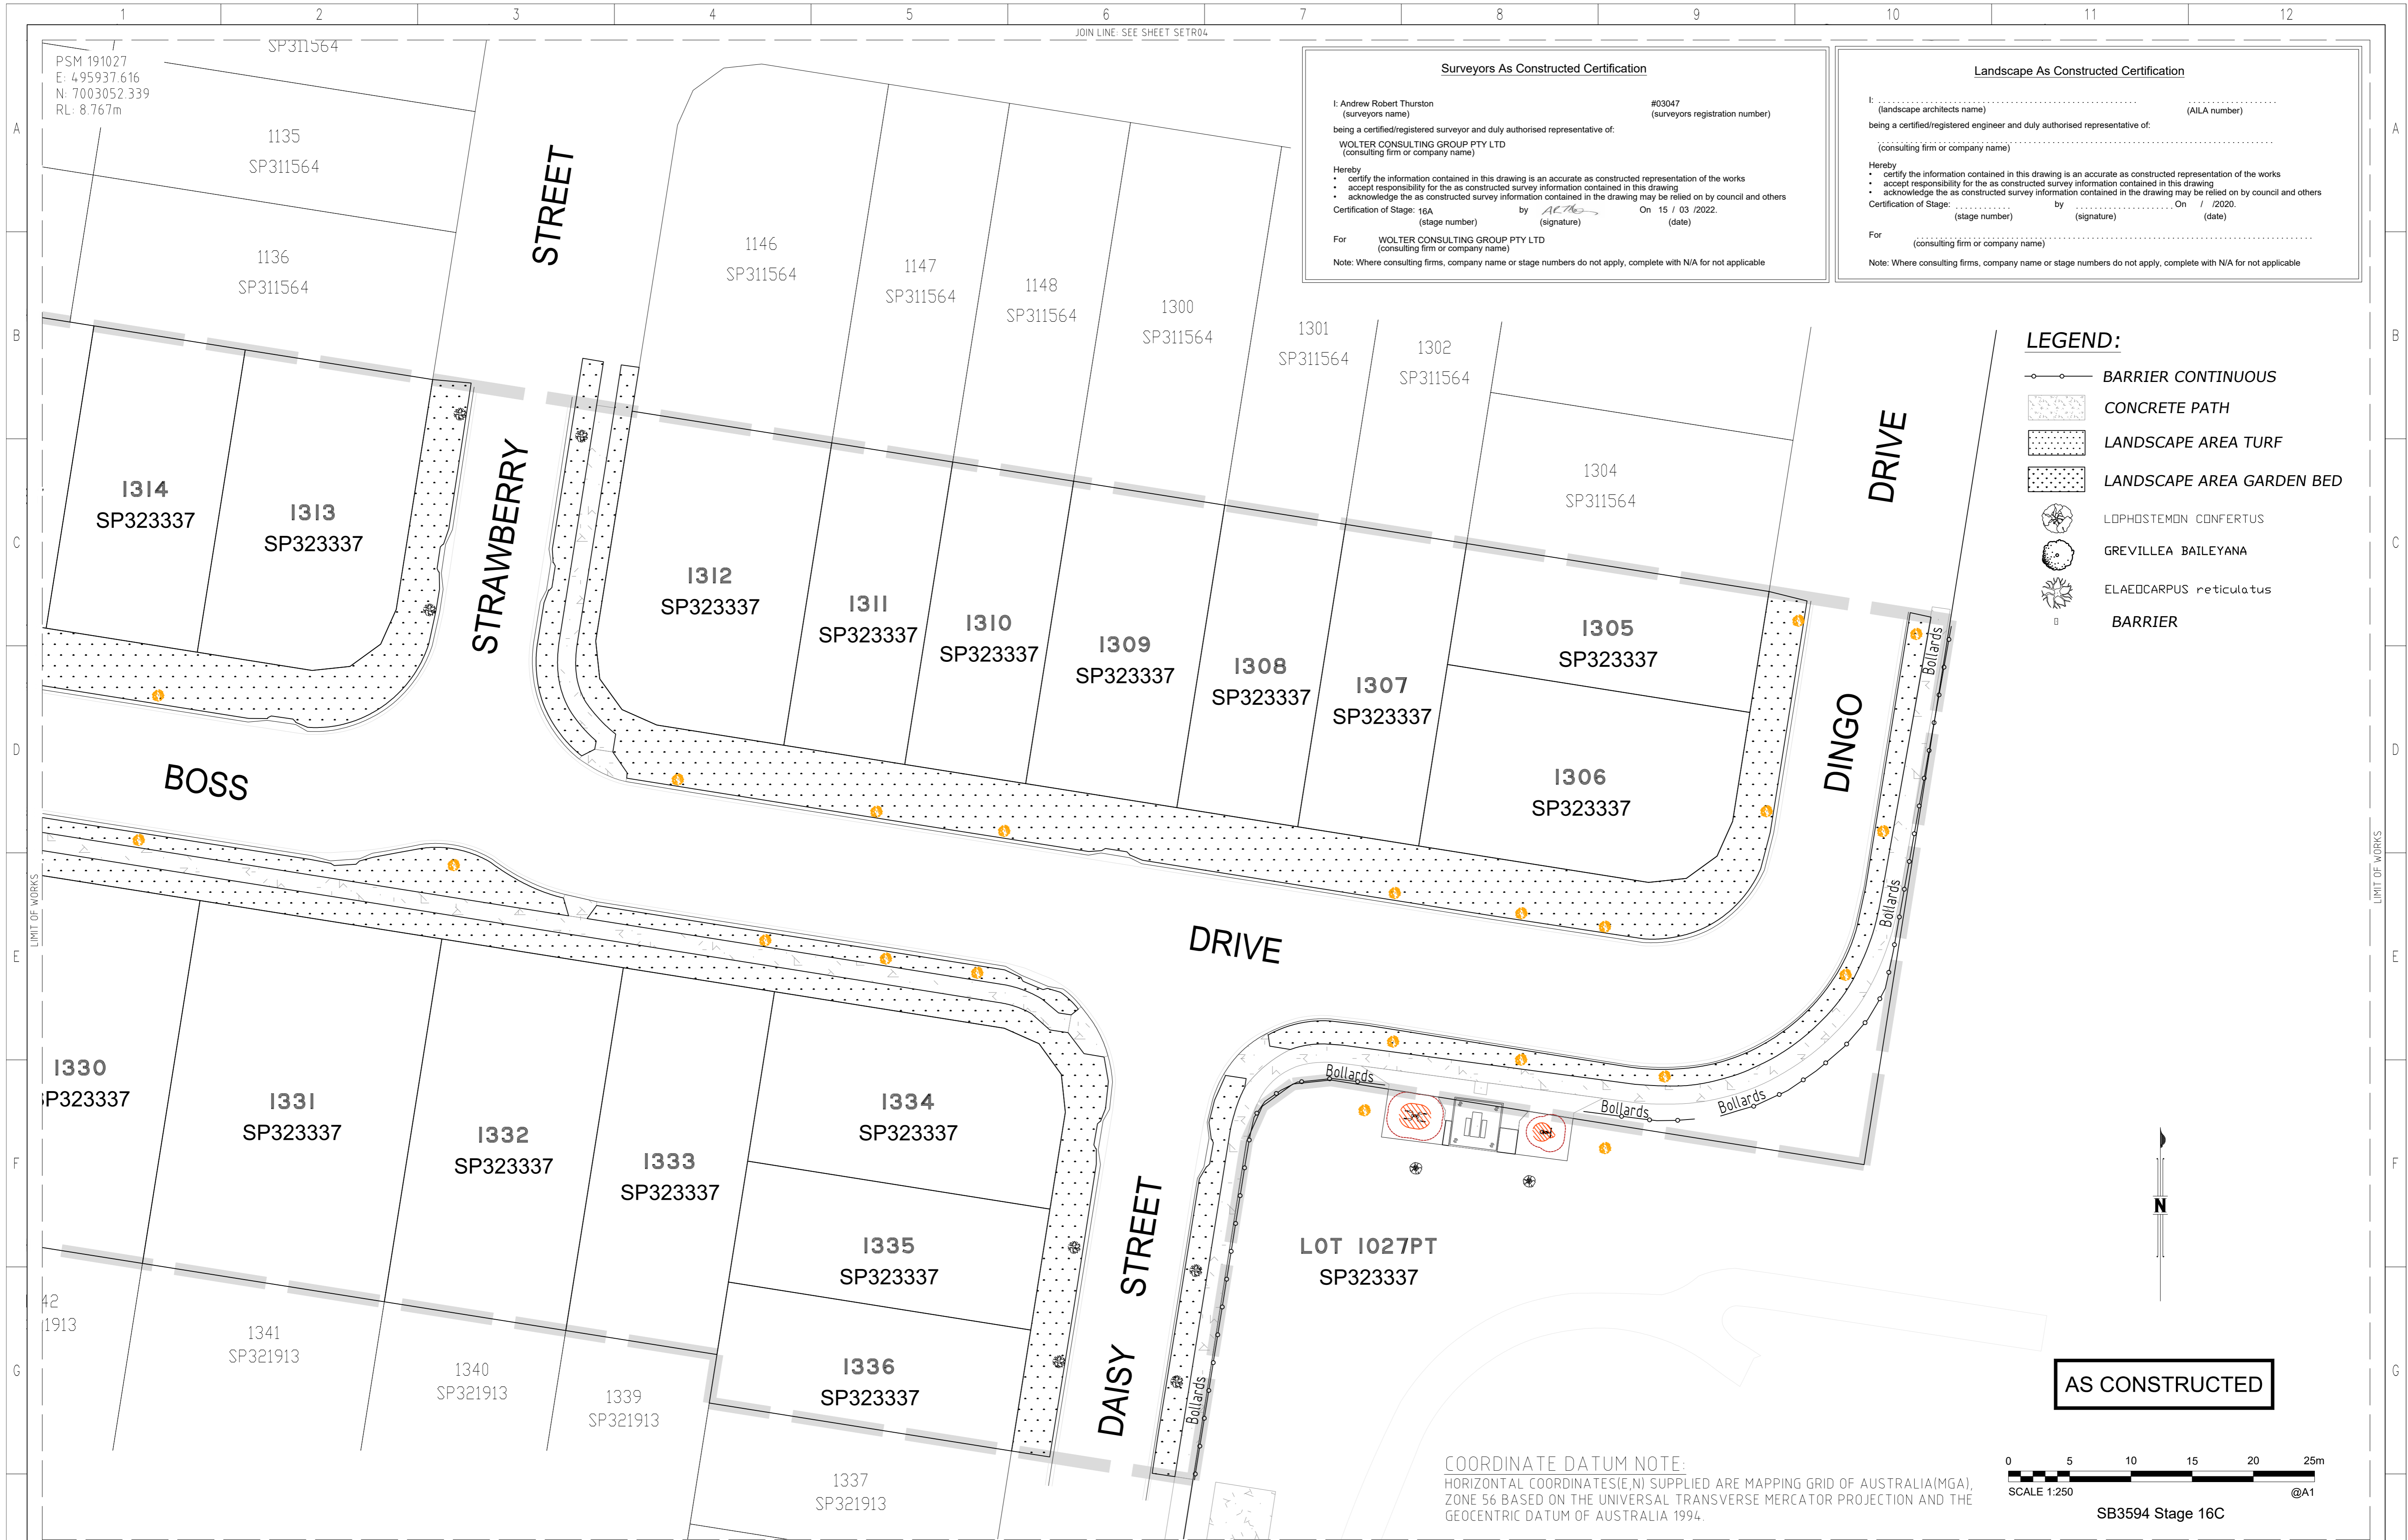 1 2 3 4 5 6 7 8 9 10 11 12
JOIN LINE: SEE SHEET SETR04
A
B
C
D
E
F
G
A
B
C
D
E
F
G
PSM 191027
E: 495937.616
N: 7003052.339
RL: 8.767m
SP311564
1135
SP311564
1136
SP311564
STREET
STRAWBERRY
1146
SP311564
1147
SP311564
1148
SP311564
1300
SP311564
1301
SP311564
1302
SP311564
1304
SP311564
Surveyors As Constructed Certification
I: Andrew Robert Thurston #03047
(surveyors name) (surveyors registration number)
being a certified/registered surveyor and duly authorised representative of:
WOLTER CONSULTING GROUP PTY LTD
(consulting firm or company name)
Hereby
• certify the information contained in this drawing is an accurate as constructed representation of the works
• accept responsibility for the as constructed survey information contained in this drawing
• acknowledge the as constructed survey information contained in the drawing may be relied on by council and others
Certification of Stage: 16A by On 15 / 03 /2022.
(stage number) (signature) (date)
For WOLTER CONSULTING GROUP PTY LTD
(consulting firm or company name)
Note: Where consulting firms, company name or stage numbers do not apply, complete with N/A for not applicable
Landscape As Constructed Certification
I:
(landscape architects name) (AILA number)
being a certified/registered engineer and duly authorised representative of:
(consulting firm or company name)
Hereby
• certify the information contained in this drawing is an accurate as constructed representation of the works
• accept responsibility for the as constructed survey information contained in this drawing
• acknowledge the as constructed survey information contained in the drawing may be relied on by council and others
Certification of Stage: by On / /2020.
(stage number) (signature) (date)
For
(consulting firm or company name)
Note: Where consulting firms, company name or stage numbers do not apply, complete with N/A for not applicable
LEGEND:
BARRIER CONTINUOUS
CONCRETE PATH
LANDSCAPE AREA TURF
LANDSCAPE AREA GARDEN BED
LOPHOSTEMON CONFERTUS
GREVILLEA BAILEYANA
ELAEOCARPUS reticulatus
BARRIER
1314
SP323337
1313
SP323337
1312
SP323337
1311
SP323337
1310
SP323337
1309
SP323337
1308
SP323337
1307
SP323337
1305
SP323337
1306
SP323337
DRIVE
DINGO
Bollards
Bollards
BOSS
DRIVE
LIMIT OF WORKS
LIMIT OF WORKS
1330
SP323337
1331
SP323337
1332
SP323337
1333
SP323337
1334
SP323337
1335
SP323337
1336
SP323337
STREET
DAISY
Bollards
Bollards
Bollards
Bollards
LOT 1027PT
SP323337
N
42
1913
1341
SP321913
1340
SP321913
1339
SP321913
1337
SP321913
AS CONSTRUCTED
COORDINATE DATUM NOTE:
HORIZONTAL COORDINATES(E,N) SUPPLIED ARE MAPPING GRID OF AUSTRALIA(MGA),
ZONE 56 BASED ON THE UNIVERSAL TRANSVERSE MERCATOR PROJECTION AND THE
GEOCENTRIC DATUM OF AUSTRALIA 1994.
0 5 10 15 20 25m
SCALE 1:250 @A1
SB3594 Stage 16C